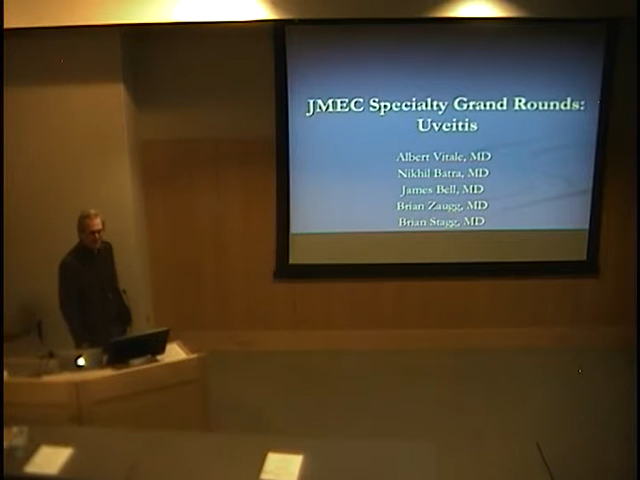 JMEC Specialty Grand Rounds:
Uveitis
Albert Vitale, MD
Nikhil Batra, MD
James Bell, MD
Brian Zaugg, MD
Brian Stagg, MD